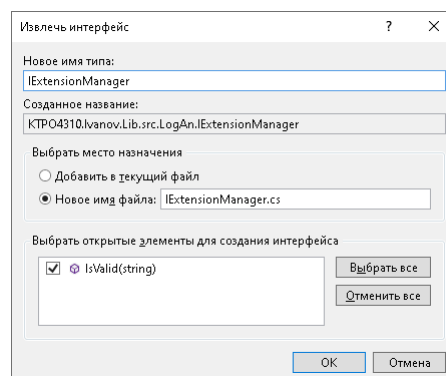 Извлечь интерфейс
? X
Новое имя типа:
IExtensionManager
Созданное название:
KTPO4310.Ivanov.Lib.src.LogAn.IExtensionManager
Выбрать место назначения
Добавить в текущий файл
Новое имя файла: IExtensionManager.cs
Выбрать открытые элементы для создания интерфейса
IsValid(string)
Выбрать все
Отменить все
OK Отмена